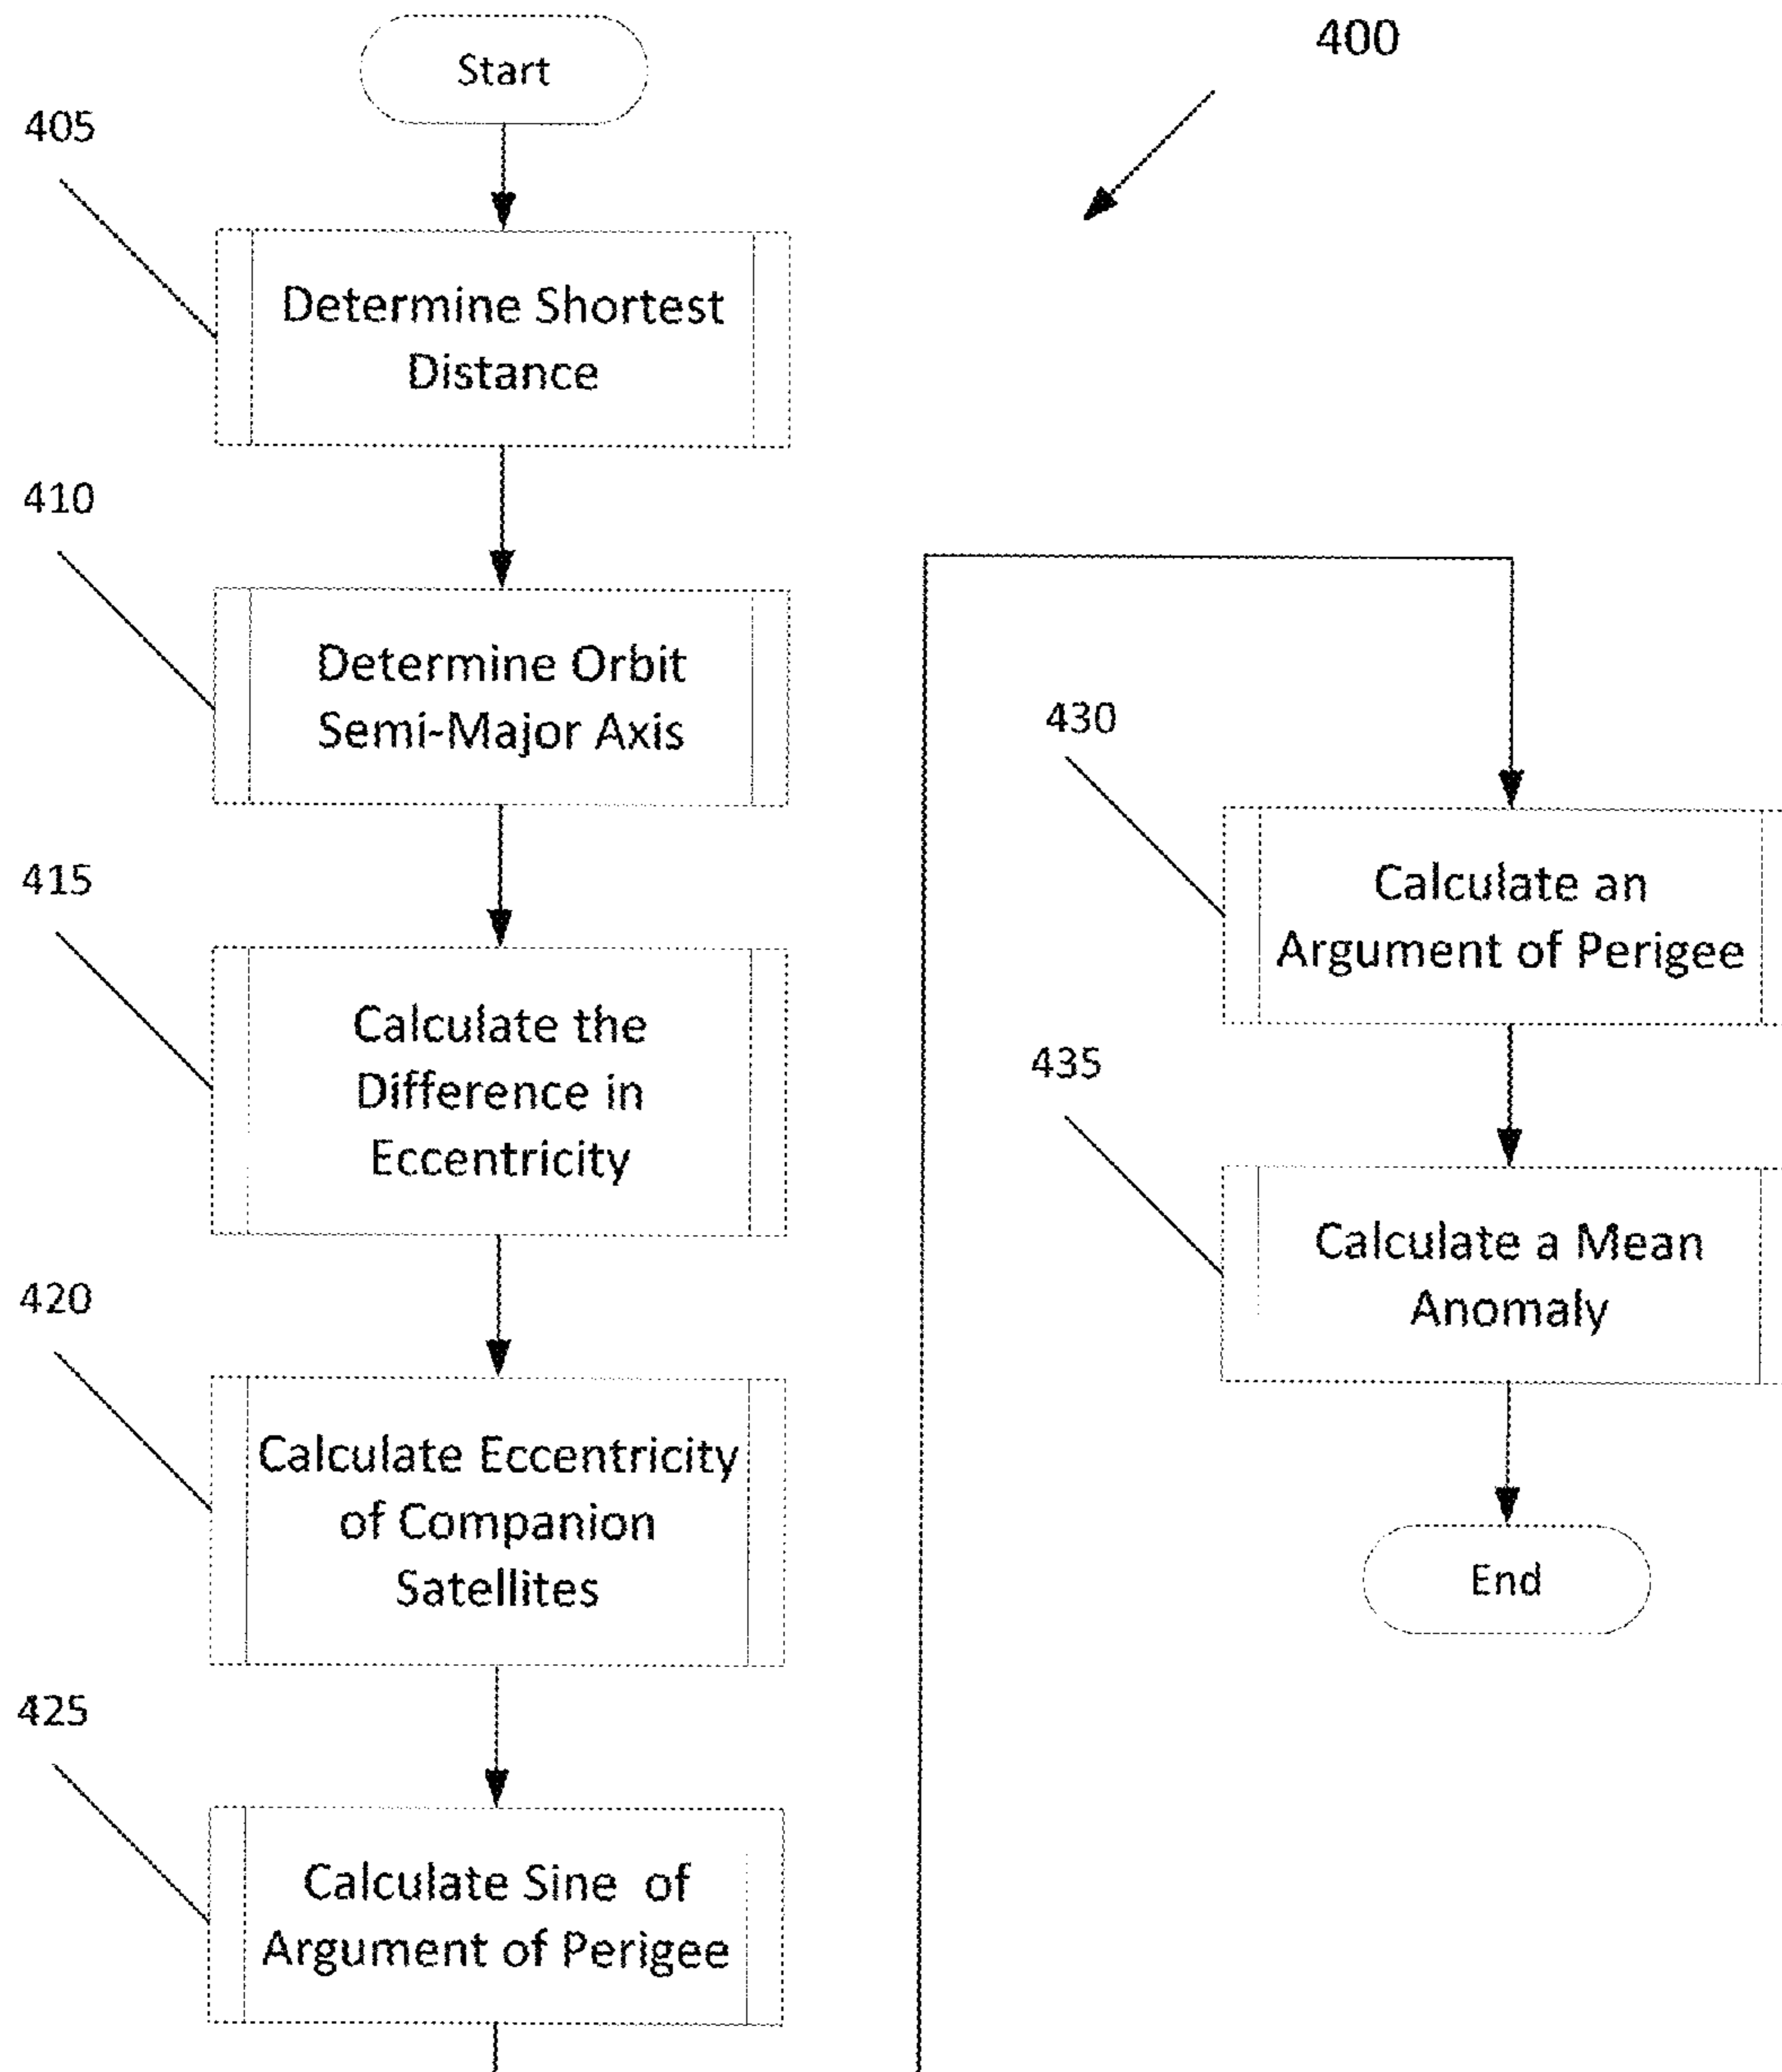 400
Start
405
Determine Shortest
Distance
410
Determine Orbit
Semi-Major Axis
415
Calculate the
Difference in
Eccentricity
420
Calculate Eccentricity
of Companion
Satellites
425
Calculate Sine of
Argument of Perigee
430
Calculate an
Argument of Perigee
435
Calculate a Mean
Anomaly
End